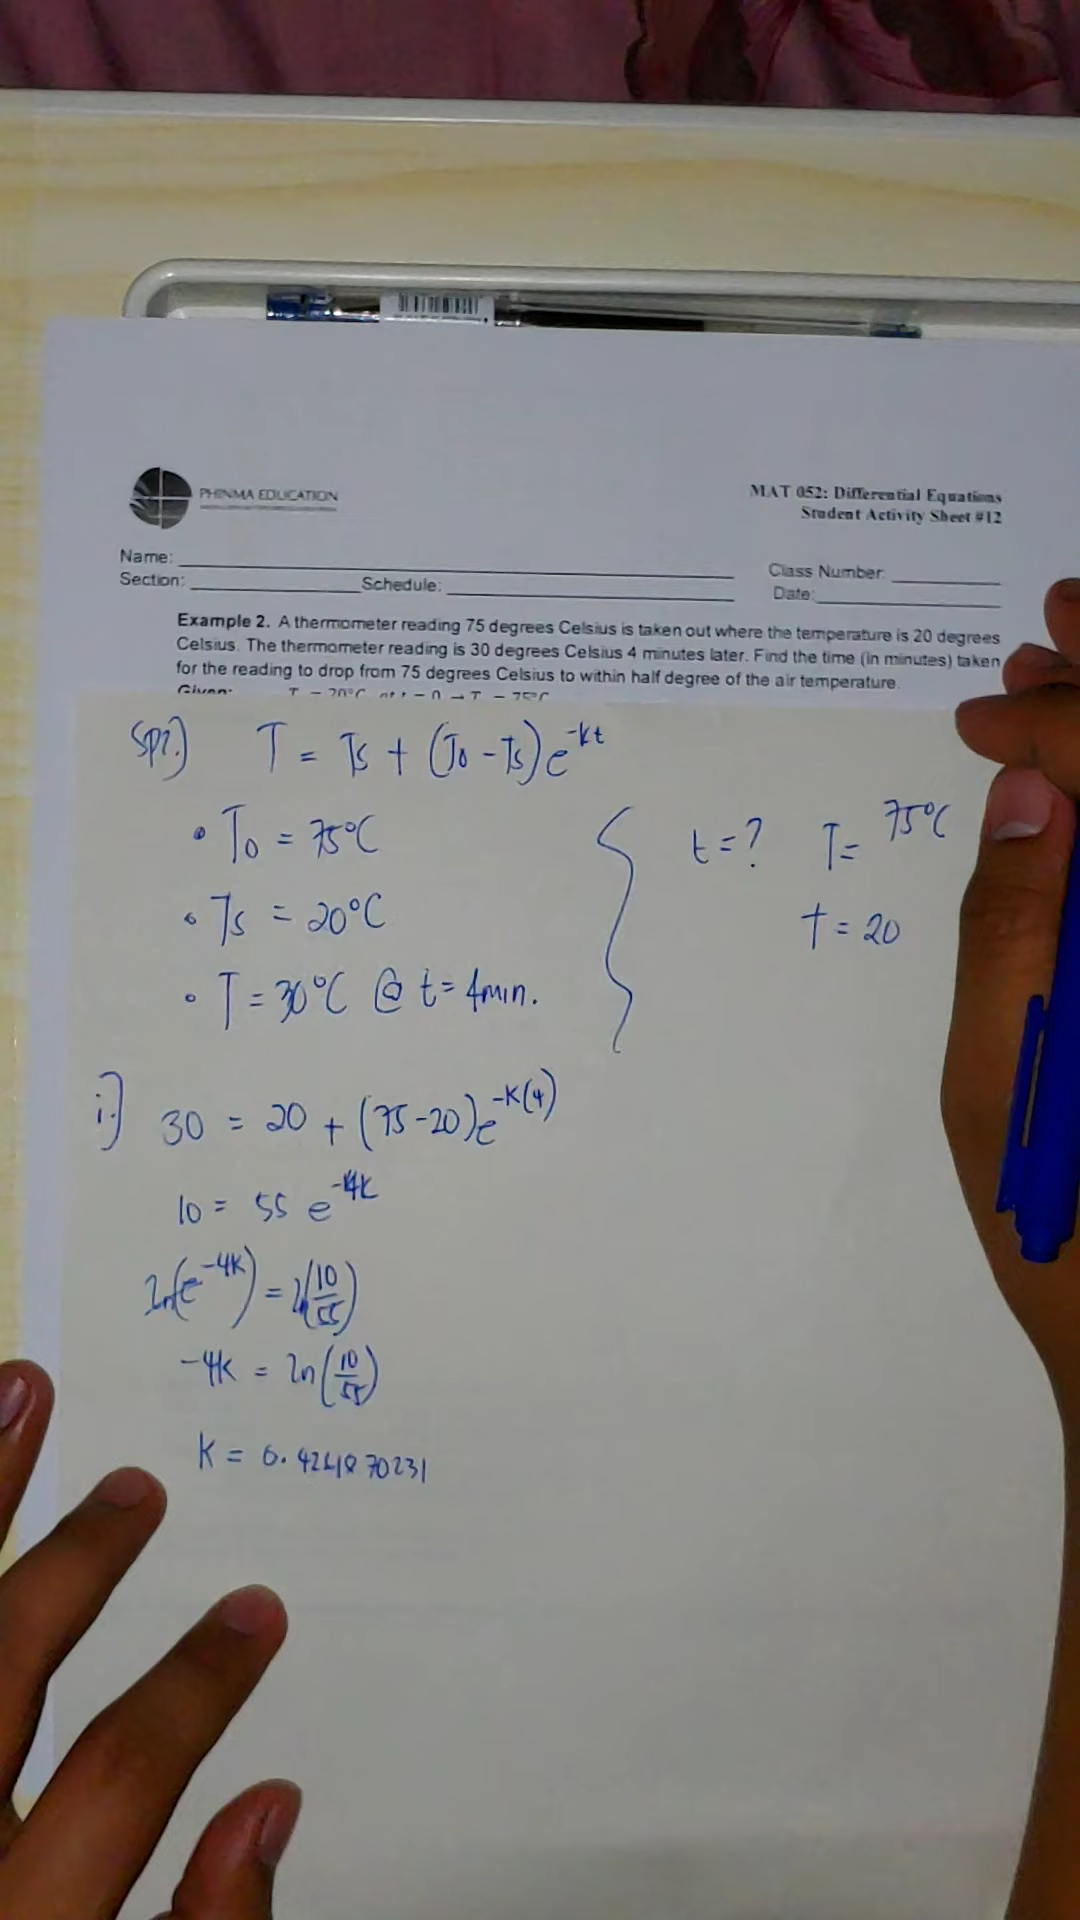 PHINMA EDUCATION
MAT 052: Differential Equations
Student Activity Sheet #12
Name:
Section: Schedule:
Class Number:
Date:
Example 2. A thermometer reading 75 degrees Celsius is taken out where the temperature is 20 degrees
Celsius. The thermometer reading is 30 degrees Celsius 4 minutes later. Find the time (in minutes) taken
for the reading to drop from 75 degrees Celsius to within half degree of the air temperature.
Given:
T = Ts + (To - Ts)e^-kt
• To = 75°C
• Ts = 20°C
• T = 30°C @ t = 4min.
t = ? T = 75°C
T = 20
i.) 30 = 20 + (75-20)e^-k(4)
10 = 55 e^-4k
ln(e^-4k) = ln(10/55)
-4k = ln(10/55)
k =